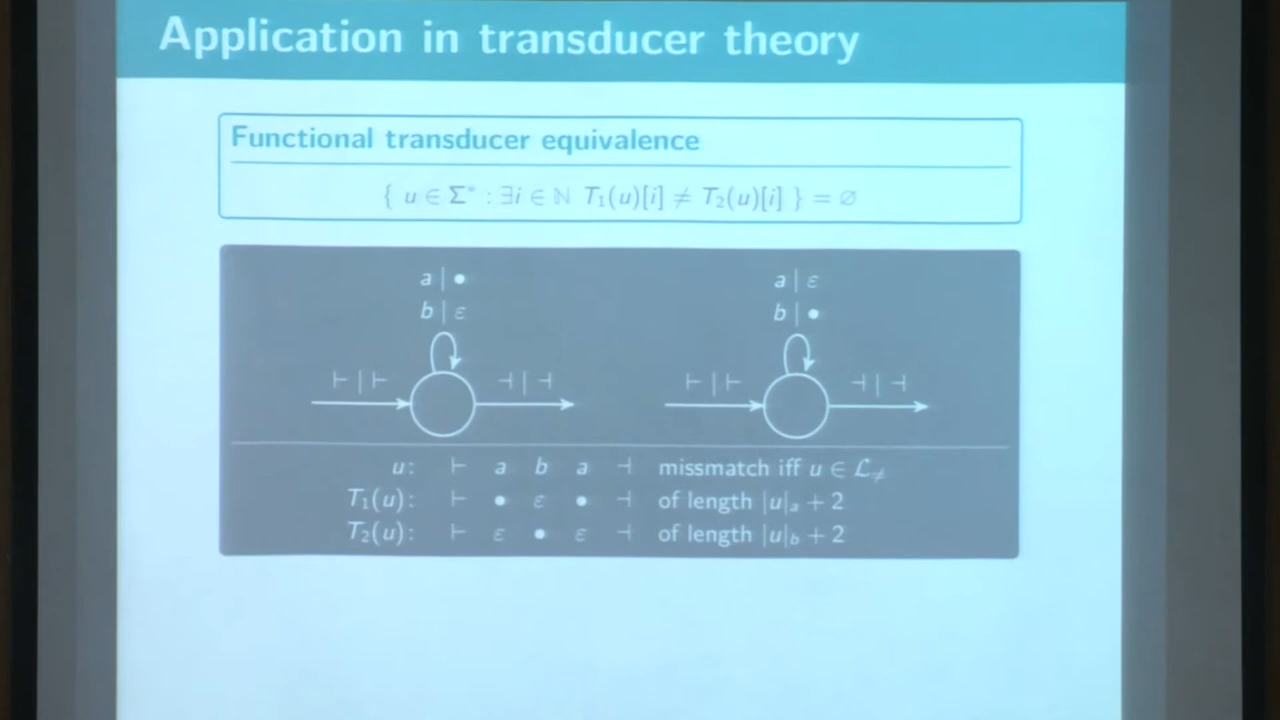 Application in transducer theory
Functional transducer equivalence
{ u ∈ Σ* : ∃i ∈ ℕ T₁(u)[i] ≠ T₂(u)[i] } = ∅
a | •
b | ε
⊢ | ⊢
⊣ | ⊣
a | ε
b | •
⊢ | ⊢
⊣ | ⊣
u: ⊢ a b a ⊣ mismatch iff u ∈ 𝓛≠
T₁(u): ⊢ • ε • ⊣ of length |u|ₐ + 2
T₂(u): ⊢ ε • ε ⊣ of length |u|_b + 2